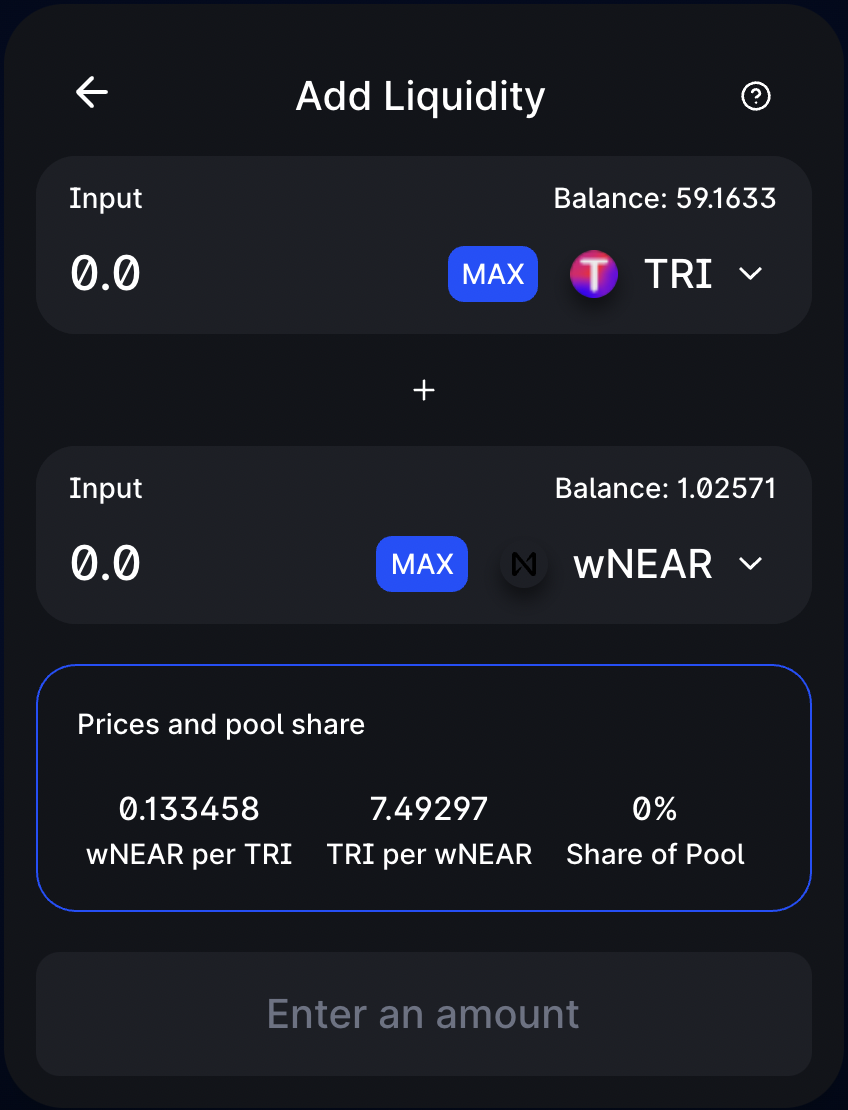 Add Liquidity
Input Balance: 59.1633
0.0 MAX TRI
+
Input Balance: 1.02571
0.0 MAX wNEAR
Prices and pool share
0.133458 7.49297 0%
wNEAR per TRI TRI per wNEAR Share of Pool
Enter an amount